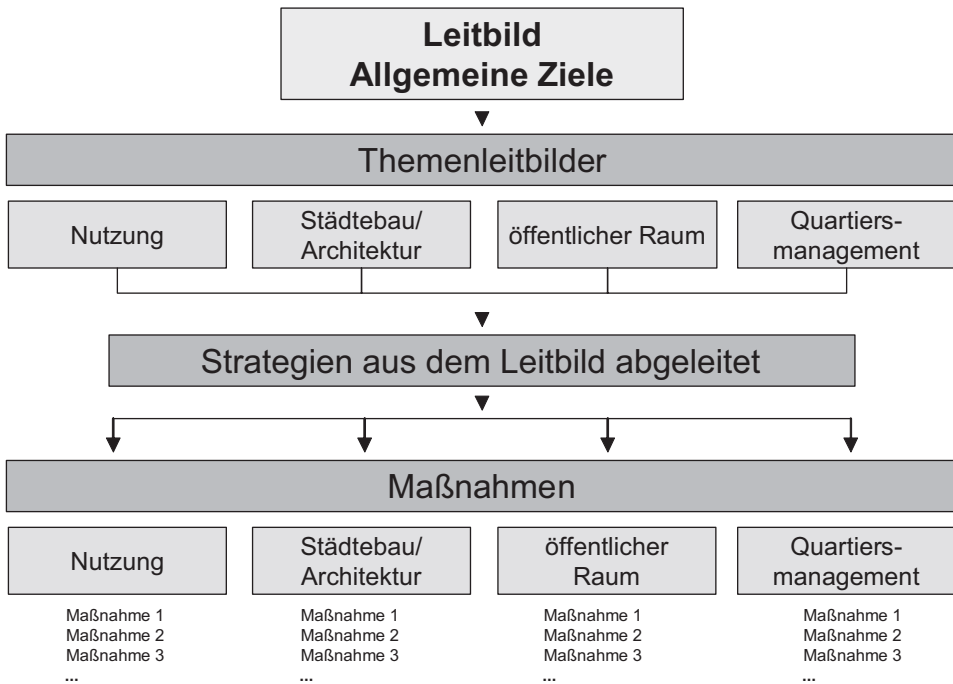 Leitbild
Allgemeine Ziele
Themenleitbilder
Nutzung
Städtebau/
Architektur
öffentlicher Raum
Quartiers-
management
Strategien aus dem Leitbild abgeleitet
Maßnahmen
Nutzung
Städtebau/
Architektur
öffentlicher
Raum
Quartiers-
management
Maßnahme 1
Maßnahme 2
Maßnahme 3
...
Maßnahme 1
Maßnahme 2
Maßnahme 3
...
Maßnahme 1
Maßnahme 2
Maßnahme 3
...
Maßnahme 1
Maßnahme 2
Maßnahme 3
...